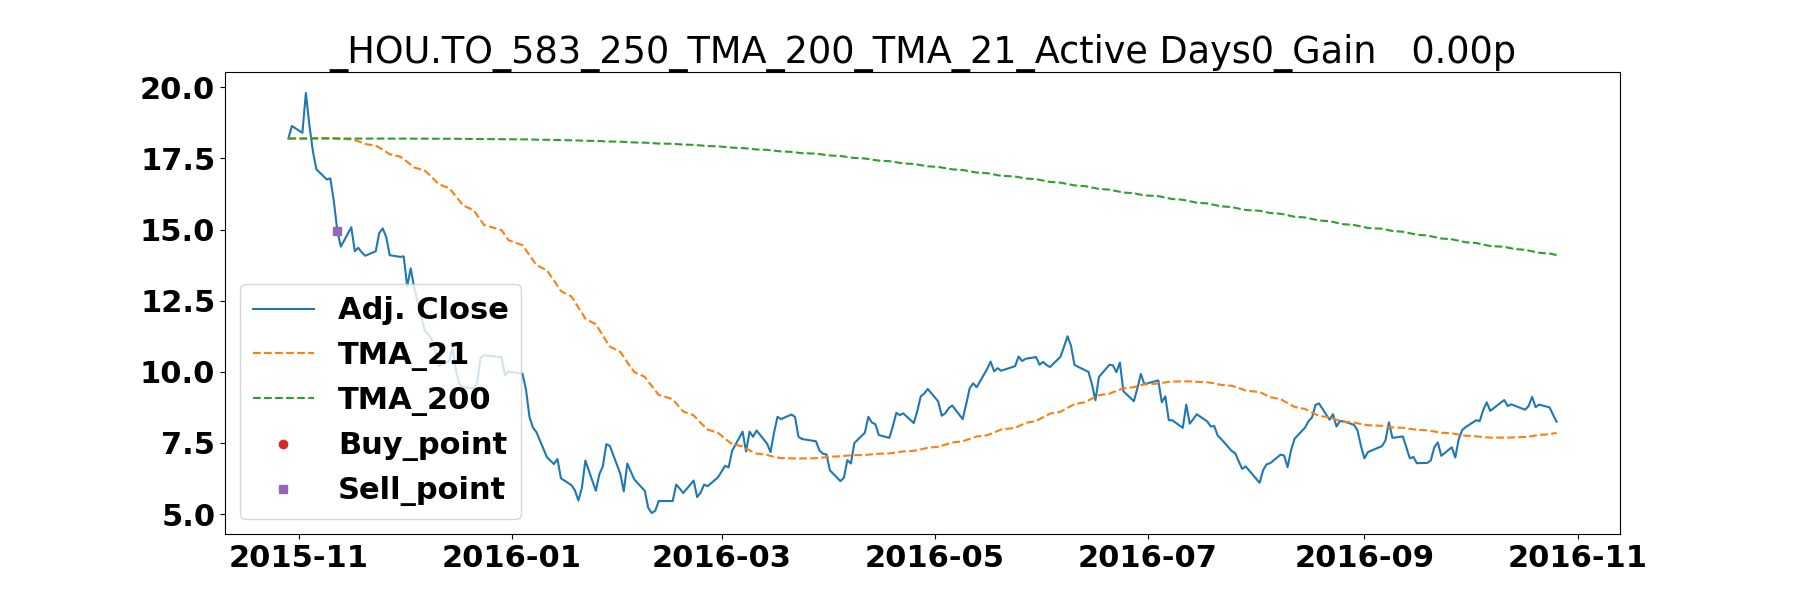 _HOU.TO_583_250_TMA_200_TMA_21_Active Days0_Gain   0.00p
20.0
17.5
15.0
12.5
10.0
7.5
5.0
Adj. Close
TMA_21
TMA_200
Buy_point
Sell_point
2015-11 2016-01 2016-03 2016-05 2016-07 2016-09 2016-11